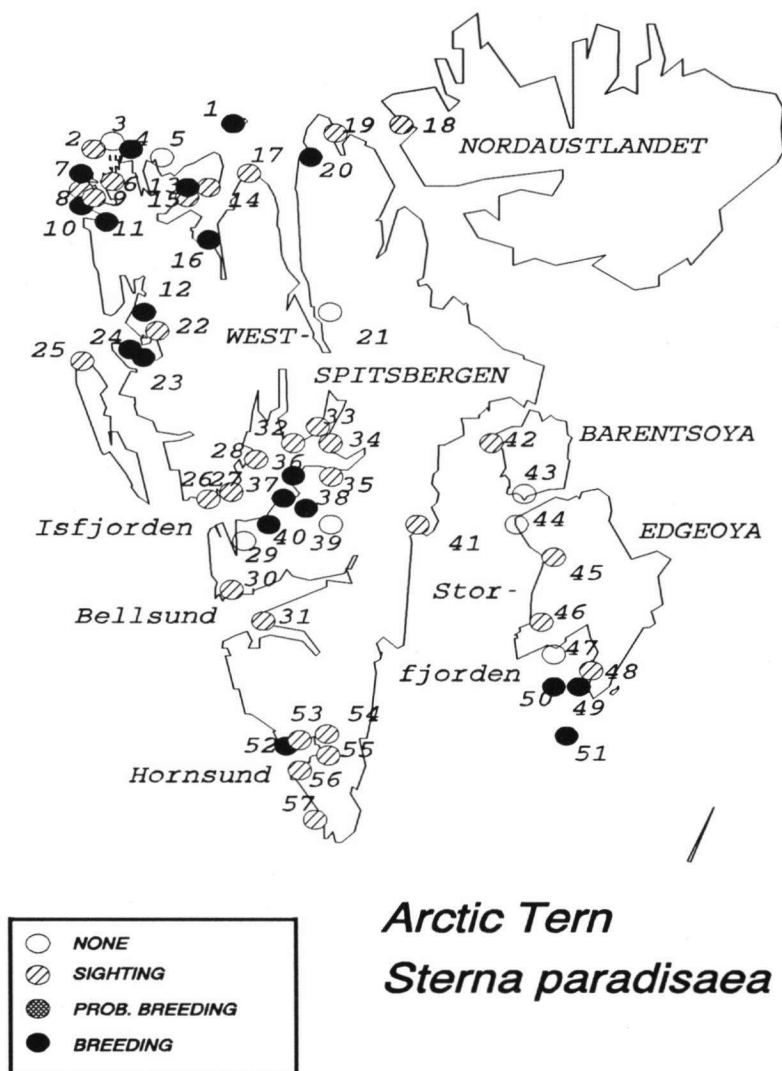 1
2 3 4 5
19 18
NORDAUSTLANDET
7 6 13 17 20
8 9 15 14
10 11
16
12
22
24 WEST- 21
25
23 SPITSBERGEN
33
32 34 42 BARENTSOYA
28 36
26 27 37 35 43
38
Isfjorden 40 39 41 44 EDGEOYA
29
30 Stor- 45
Bellsund 31 46
47
fjorden 48
50 49
53 54
52 51
55
Hornsund 56
57
Arctic Tern
Sterna paradisaea
NONE
SIGHTING
PROB. BREEDING
BREEDING